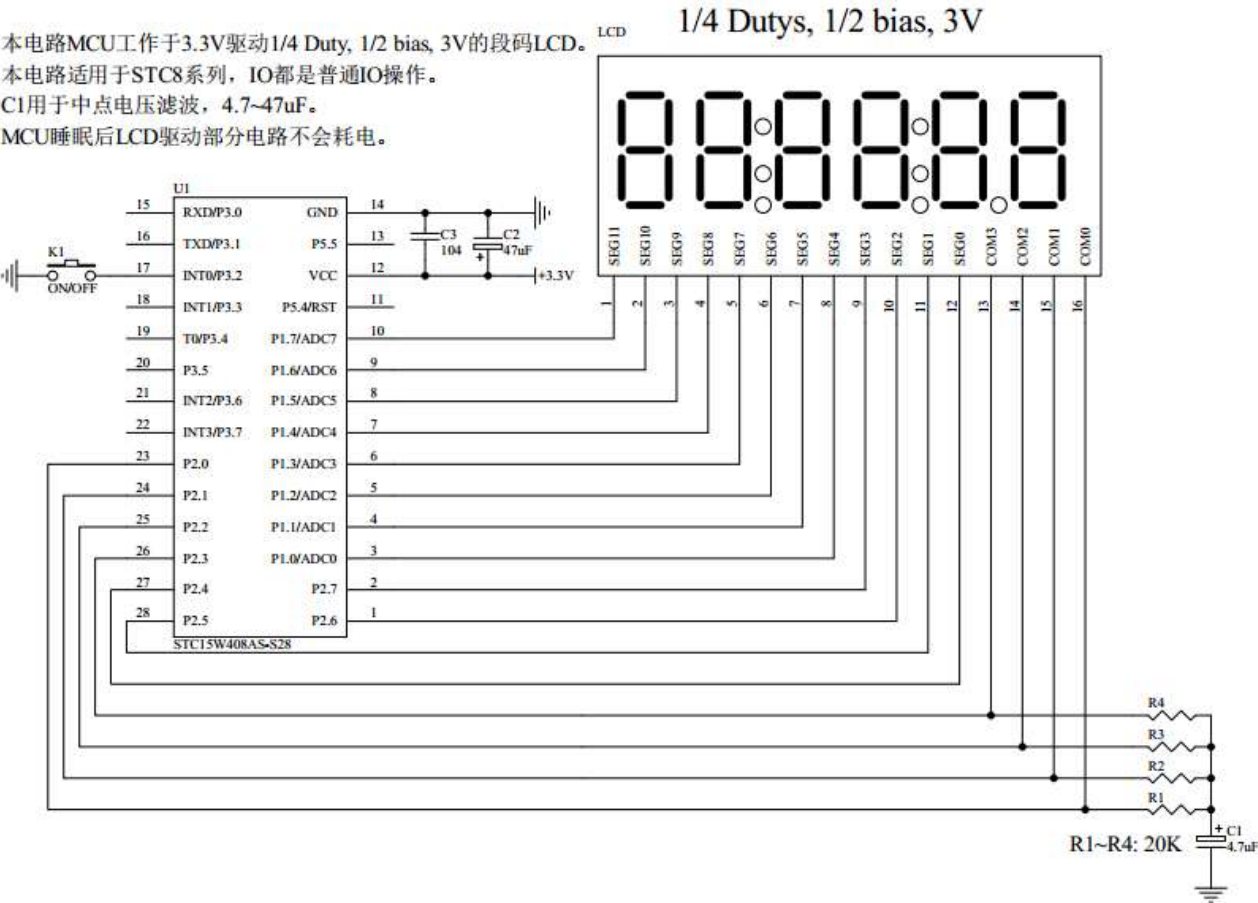 1/4 Dutys, 1/2 bias, 3V
本电路MCU工作于3.3V驱动1/4 Duty, 1/2 bias, 3V的段码LCD。
本电路适用于STC8系列，IO都是普通IO操作。
C1用于中点电压滤波，4.7~47uF。
MCU睡眠后LCD驱动部分电路不会耗电。
LCD
SEG11 SEG10 SEG9 SEG8 SEG7 SEG6 SEG5 SEG4 SEG3 SEG2 SEG1 SEG0 COM3 COM2 COM1 COM0
1 2 3 4 5 6 7 8 9 10 11 12 13 14 15 16
U1
15 RXD/P3.0 GND 14
16 TXD/P3.1 P5.5 13
17 INT0/P3.2 VCC 12
18 INT1/P3.3 P5.4/RST 11
19 T0/P3.4 P1.7/ADC7 10
20 P3.5 P1.6/ADC6 9
21 INT2/P3.6 P1.5/ADC5 8
22 INT3/P3.7 P1.4/ADC4 7
23 P2.0 P1.3/ADC3 6
24 P2.1 P1.2/ADC2 5
25 P2.2 P1.1/ADC1 4
26 P2.3 P1.0/ADC0 3
27 P2.4 P2.7 2
28 P2.5 P2.6 1
STC15W408AS-S28
K1
ON/OFF
C3
104
C2
47uF
+
+3.3V
R4
R3
R2
R1
R1~R4: 20K
+ C1
4.7uF